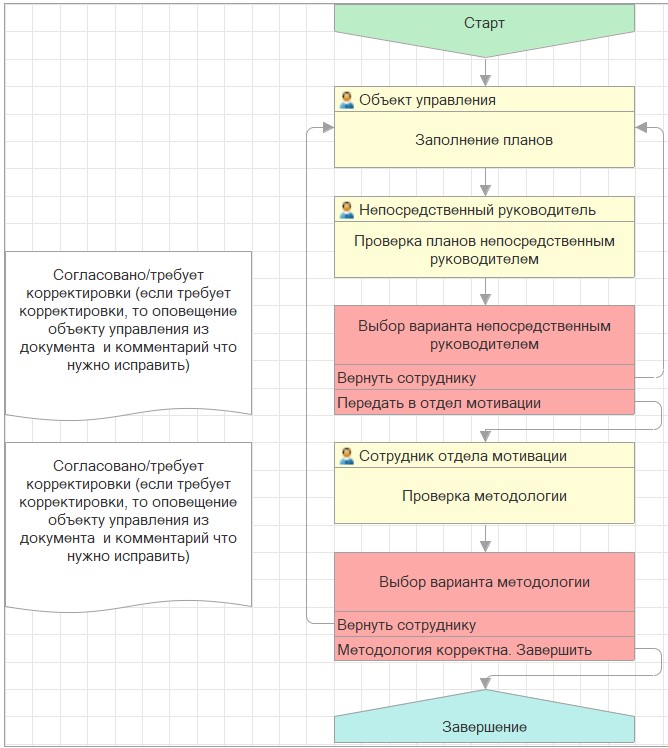 Старт
Объект управления
Заполнение планов
Непосредственный руководитель
Проверка планов непосредственным
руководителем
Согласовано/требует
корректировки (если требует
корректировки, то оповещение
объекту управления из
документа и комментарий что
нужно исправить)
Выбор варианта непосредственным
руководителем
Вернуть сотруднику
Передать в отдел мотивации
Согласовано/требует
корректировки (если требует
корректировки, то оповещение
объекту управления из
документа и комментарий что
нужно исправить)
Сотрудник отдела мотивации
Проверка методологии
Выбор варианта методологии
Вернуть сотруднику
Методология корректна. Завершить
Завершение